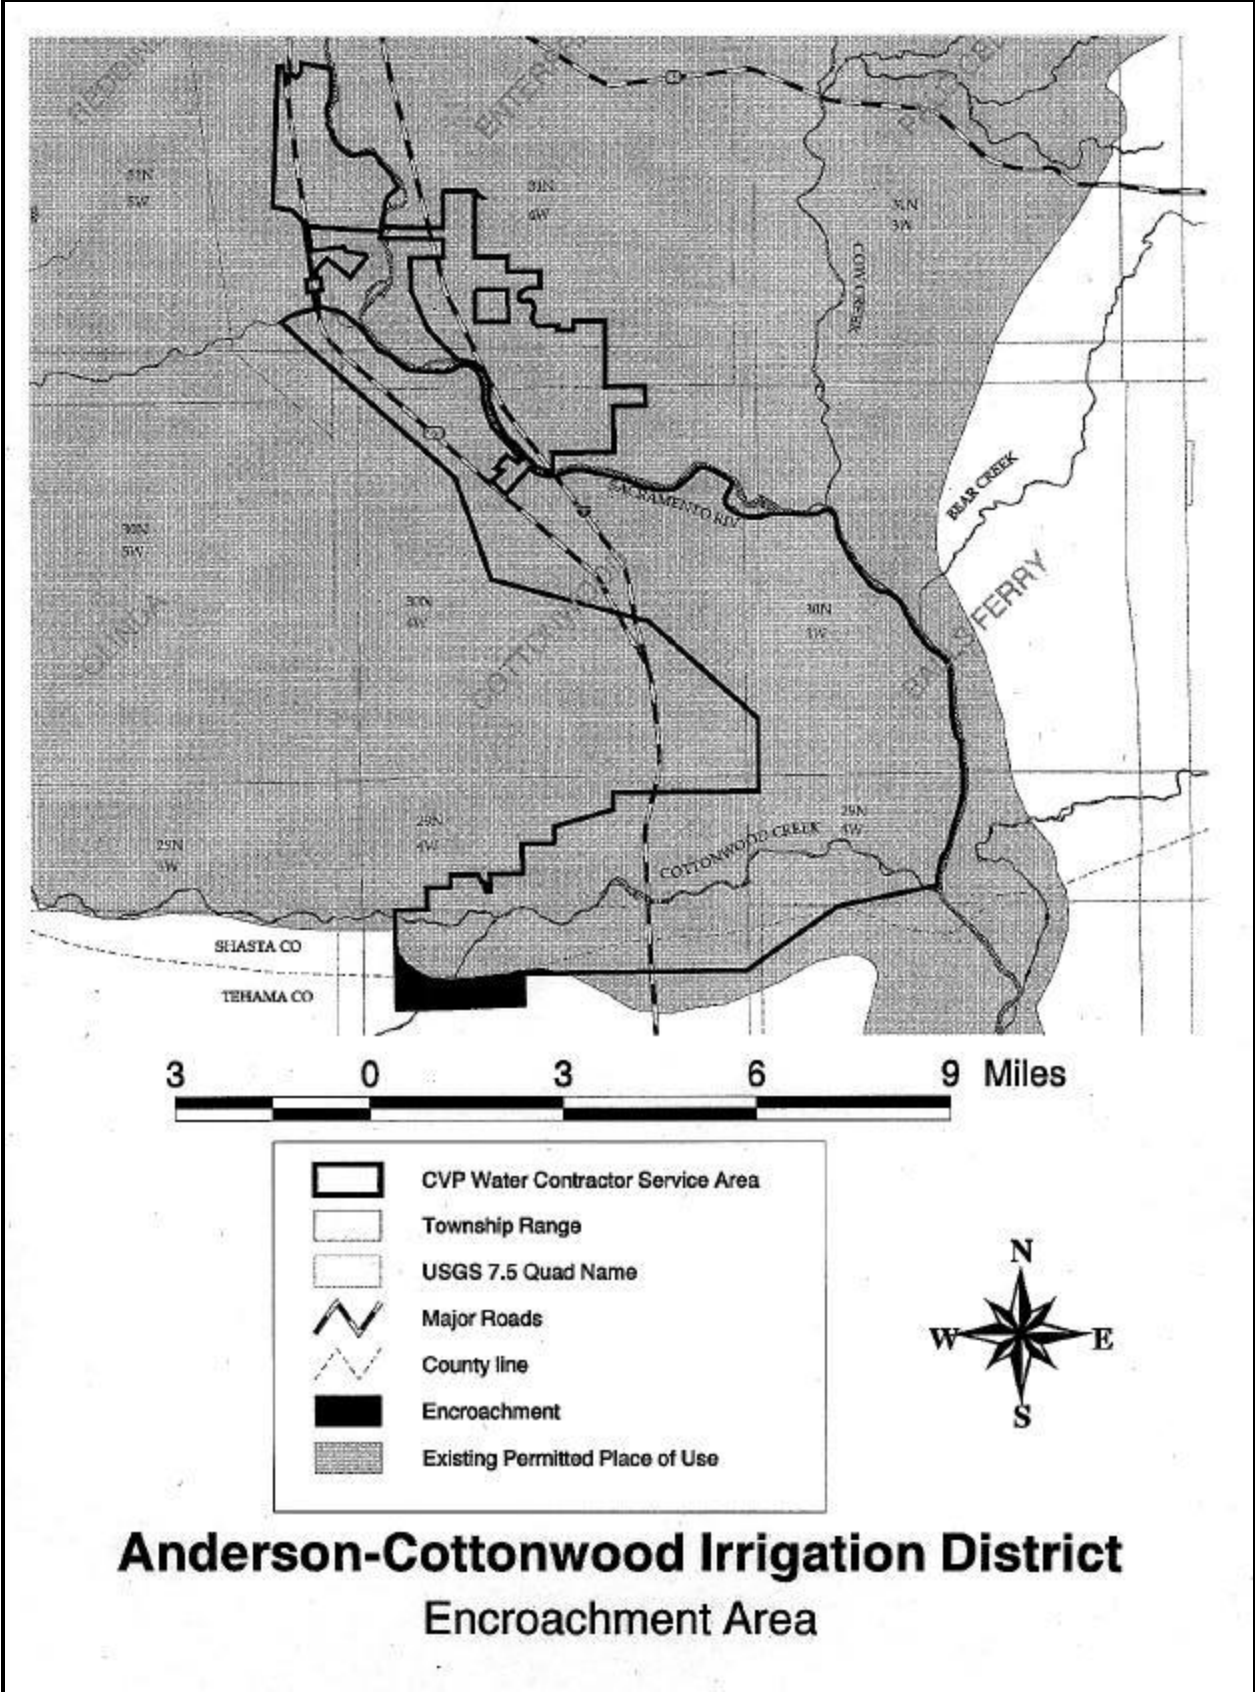 ENTERP
31N
5W
31N
4W
31N
3W
COW CREEK
BEAR CREEK
SACRAMENTO RIV
30N
5W
30N
4W
30N
3W
OLINDA
COTTONWOOD
FERRY
29N
4W
29N
4W
29N
5W
COTTONWOOD CREEK
SHASTA CO
TEHAMA CO
3 0 3 6 9 Miles
CVP Water Contractor Service Area
Township Range
USGS 7.5 Quad Name
Major Roads
County line
Encroachment
Existing Permitted Place of Use
N
W E
S
Anderson-Cottonwood Irrigation District
Encroachment Area